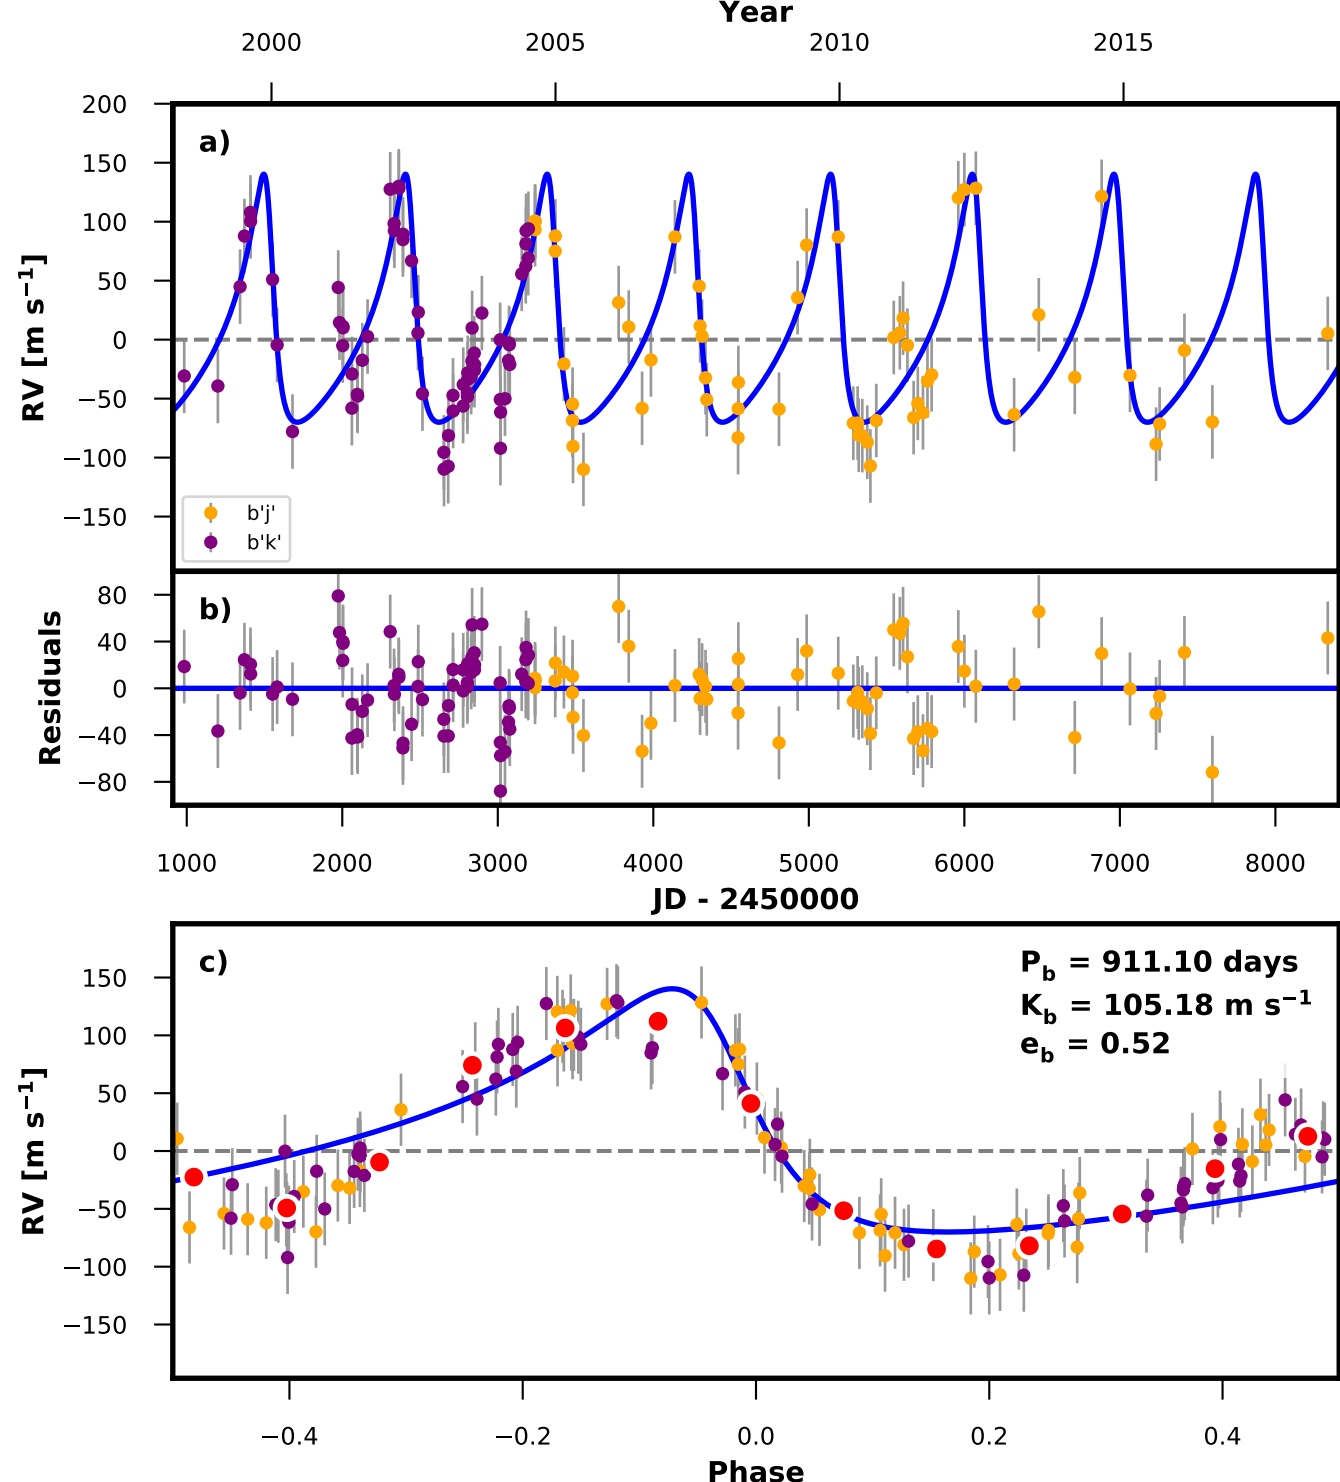 Year
2000 2005 2010 2015
a)
200
150
100
50
0
−50
−100
−150
RV [m s⁻¹]
b'j'
b'k'
b)
80
40
0
−40
−80
Residuals
1000 2000 3000 4000 5000 6000 7000 8000
JD - 2450000
c)
P_b = 911.10 days
K_b = 105.18 m s⁻¹
e_b = 0.52
150
100
50
0
−50
−100
−150
RV [m s⁻¹]
−0.4 −0.2 0.0 0.2 0.4
Phase